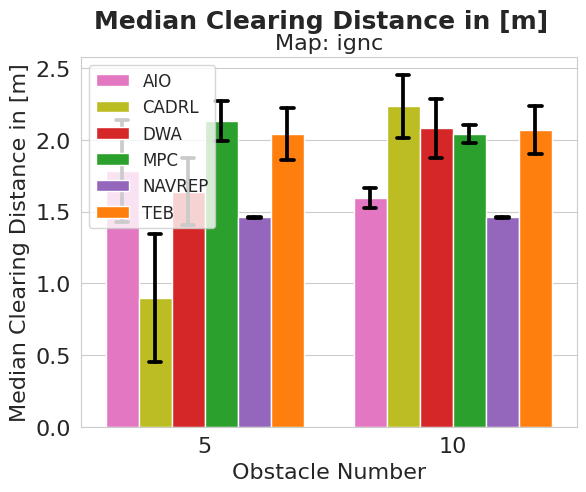 Median Clearing Distance in [m]
Map: ignc
Median Clearing Distance in [m]
2.5
2.0
1.5
1.0
0.5
0.0
AIO
CADRL
DWA
MPC
NAVREP
TEB
5
10
Obstacle Number